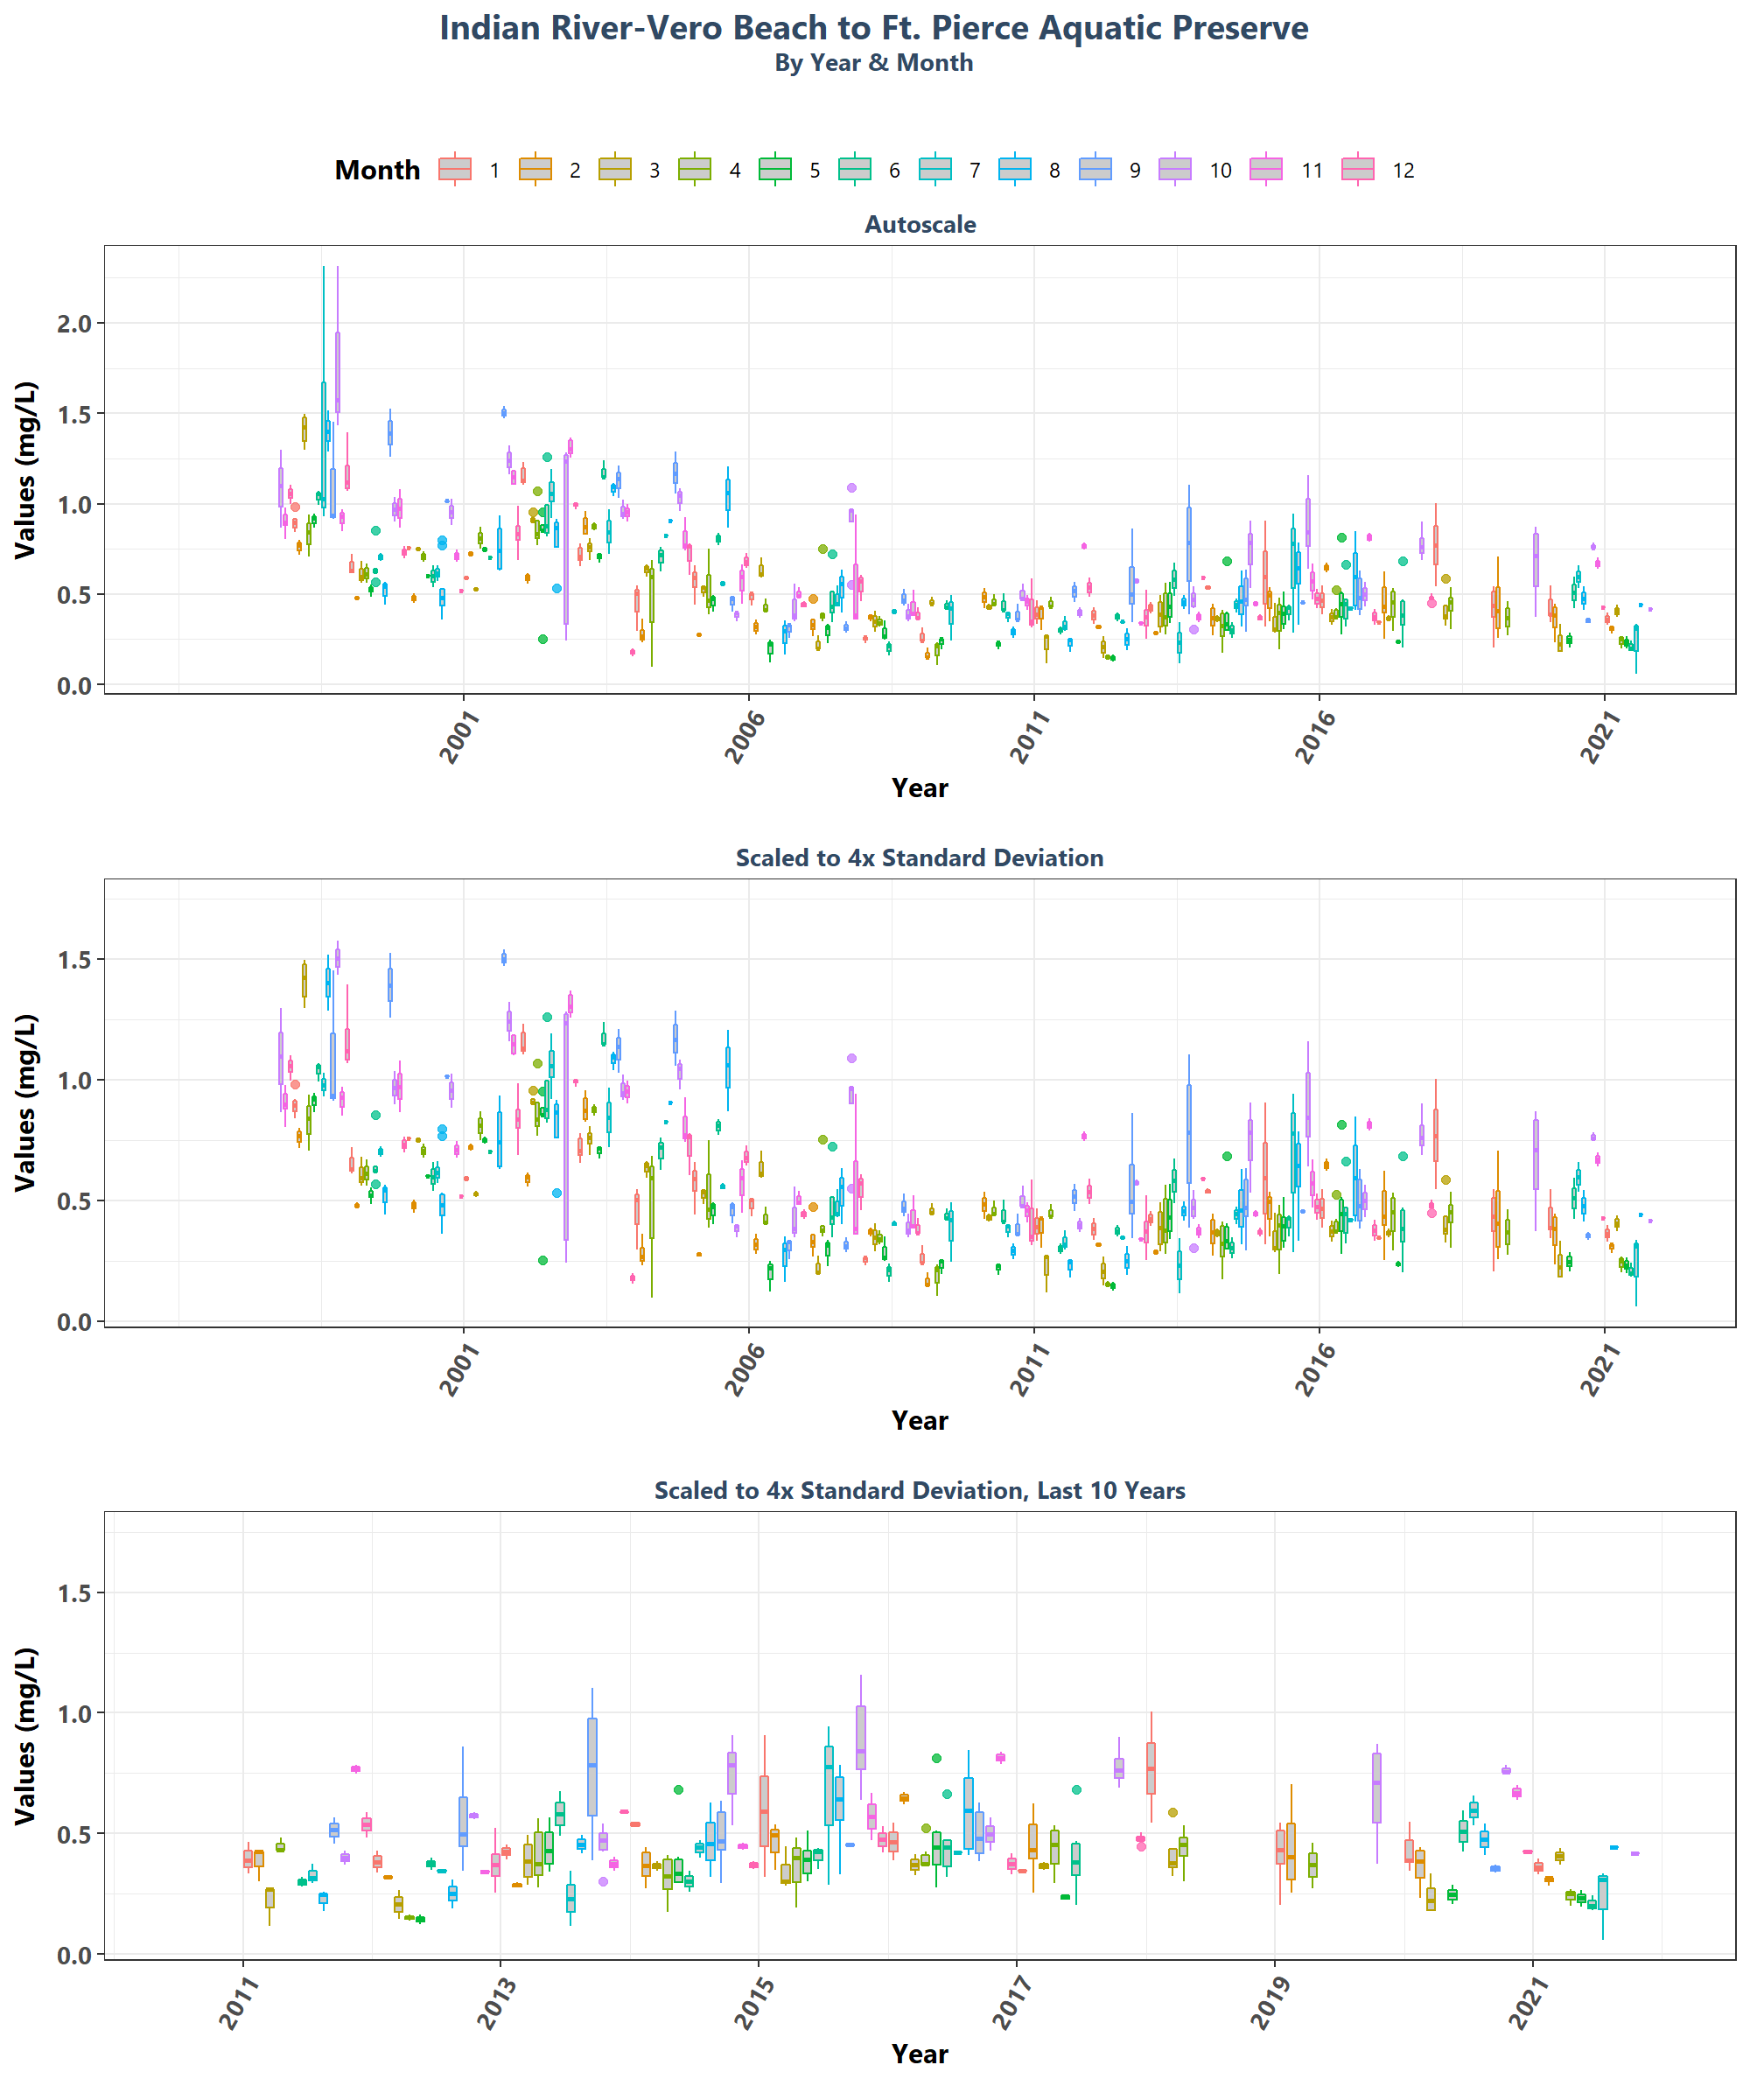 Indian River-Vero Beach to Ft. Pierce Aquatic Preserve
By Year & Month
Month 1 2 3 4 5 6 7 8 9 10 11 12
Autoscale
Values (mg/L)
2.0
1.5
1.0
0.5
0.0
2001 2006 2011 2016 2021
Year
Scaled to 4x Standard Deviation
Values (mg/L)
1.5
1.0
0.5
0.0
2001 2006 2011 2016 2021
Year
Scaled to 4x Standard Deviation, Last 10 Years
Values (mg/L)
1.5
1.0
0.5
0.0
2011 2013 2015 2017 2019 2021
Year